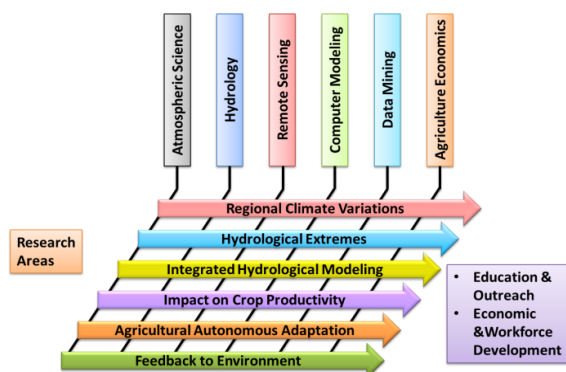 Atmospheric Science
Hydrology
Remote Sensing
Computer Modeling
Data Mining
Agriculture Economics
Regional Climate Variations
Hydrological Extremes
Integrated Hydrological Modeling
Impact on Crop Productivity
Agricultural Autonomous Adaptation
Feedback to Environment
Research
Areas
• Education &
Outreach
• Economic
&Workforce
Development